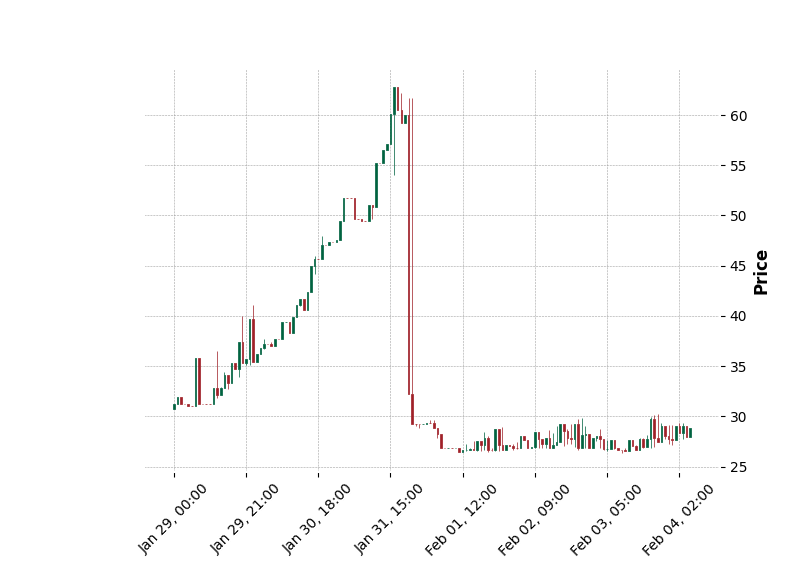 60
55
50
45
40
35
30
25
Price
Jan 29, 00:00
Jan 29, 21:00
Jan 30, 18:00
Jan 31, 15:00
Feb 01, 12:00
Feb 02, 09:00
Feb 03, 05:00
Feb 04, 02:00